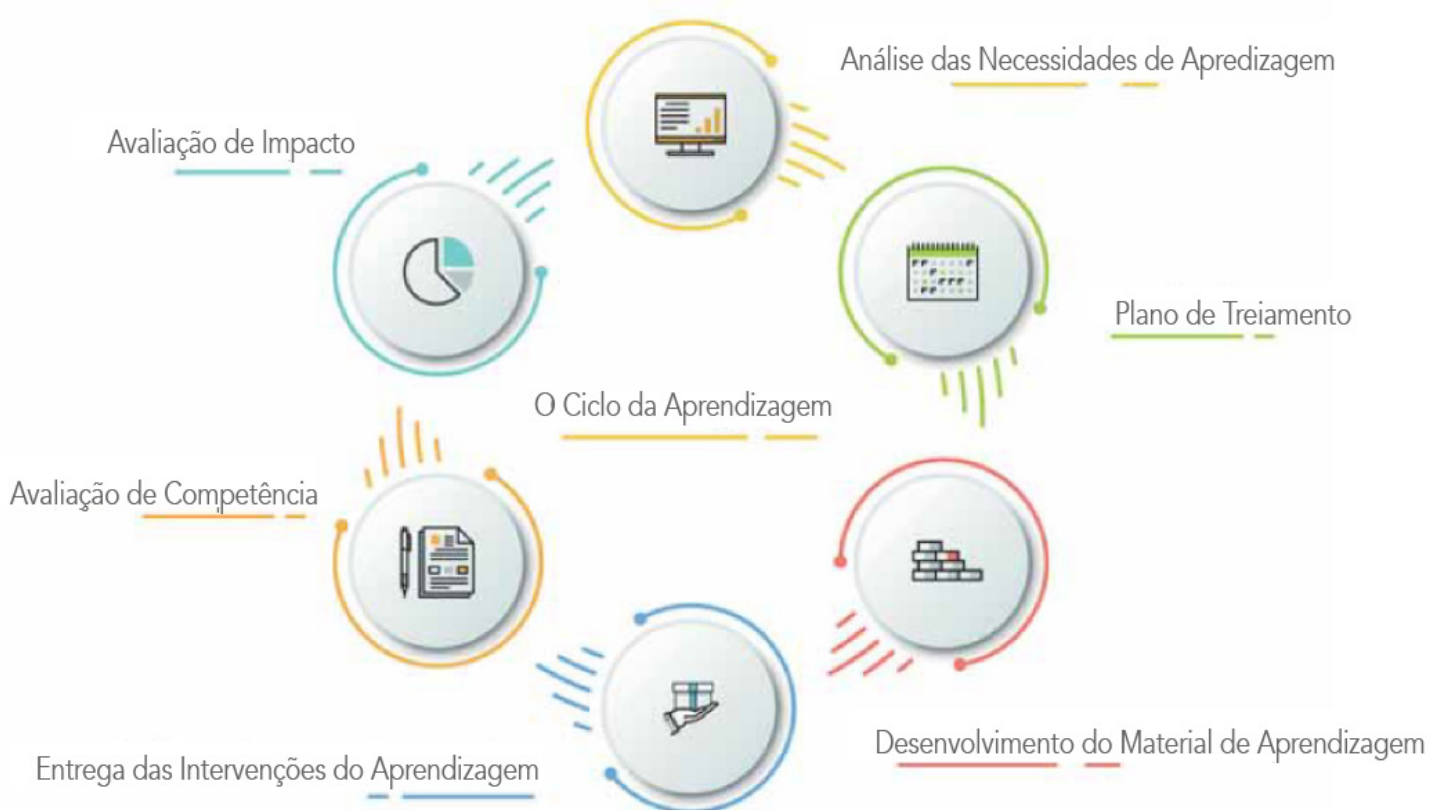 Análise das Necessidades de Apredizagem
Avaliação de Impacto
Plano de Treiamento
O Ciclo da Aprendizagem
Avaliação de Competência
Desenvolvimento do Material de Aprendizagem
Entrega das Intervenções do Aprendizagem